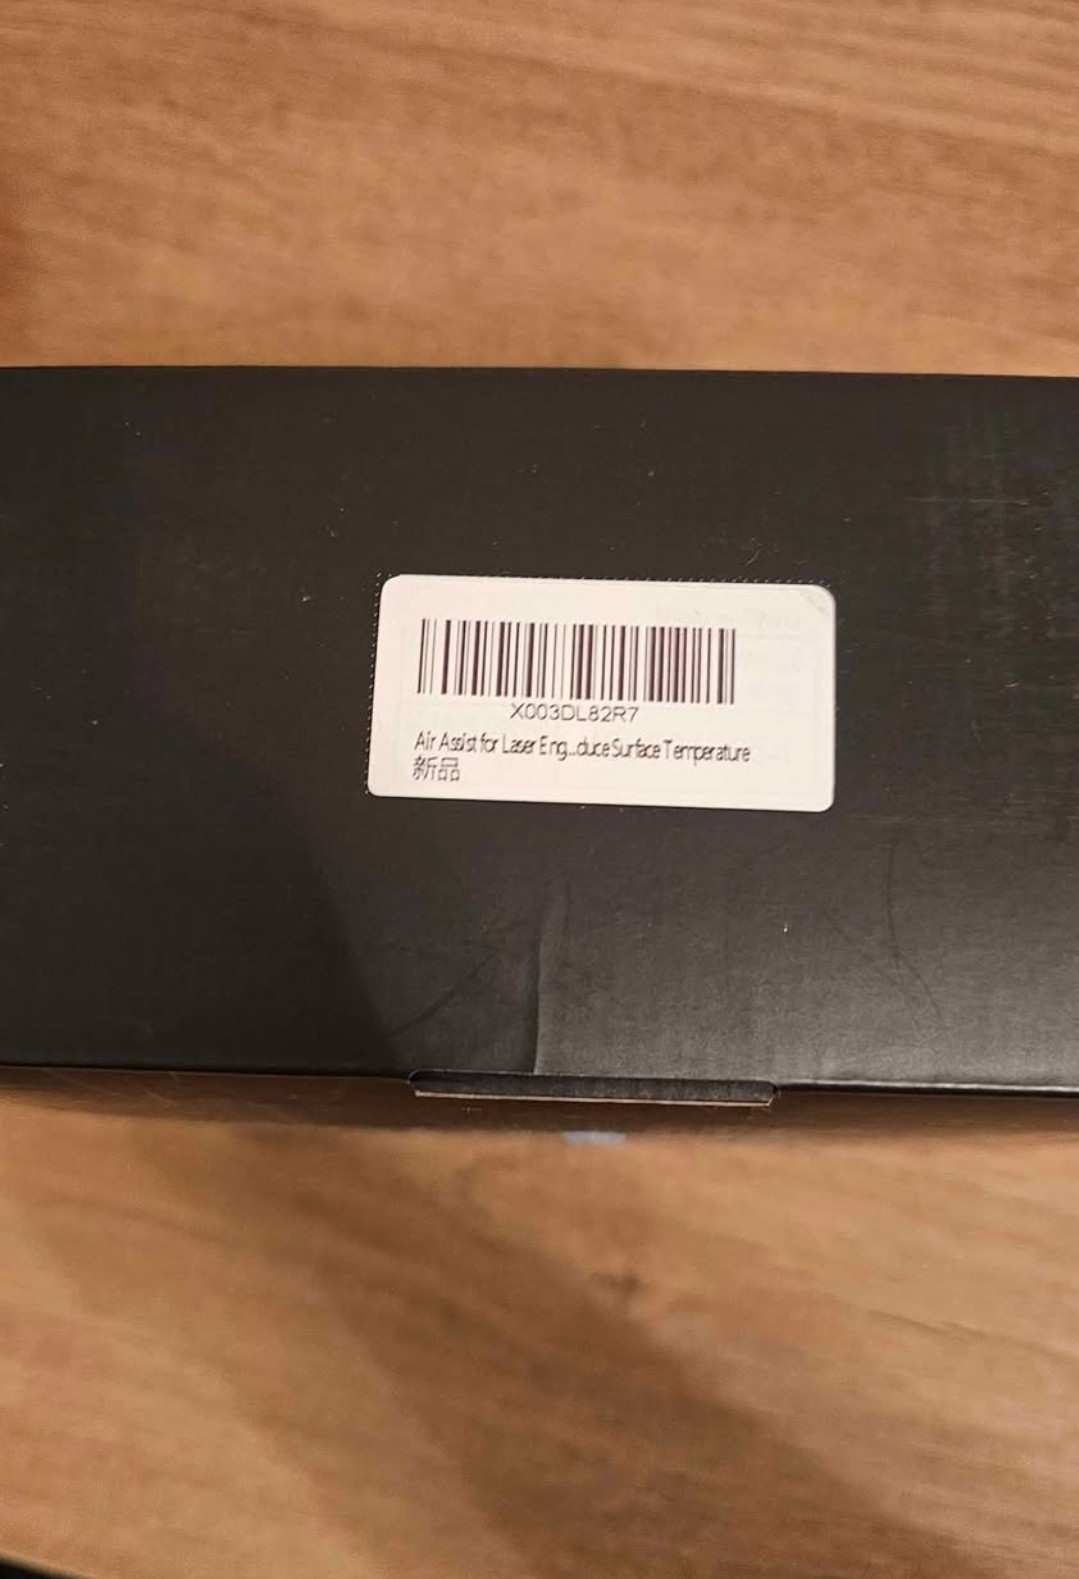 X003DL82R7
Air Assist for Laser Eng...duce Surface Temperature
新品